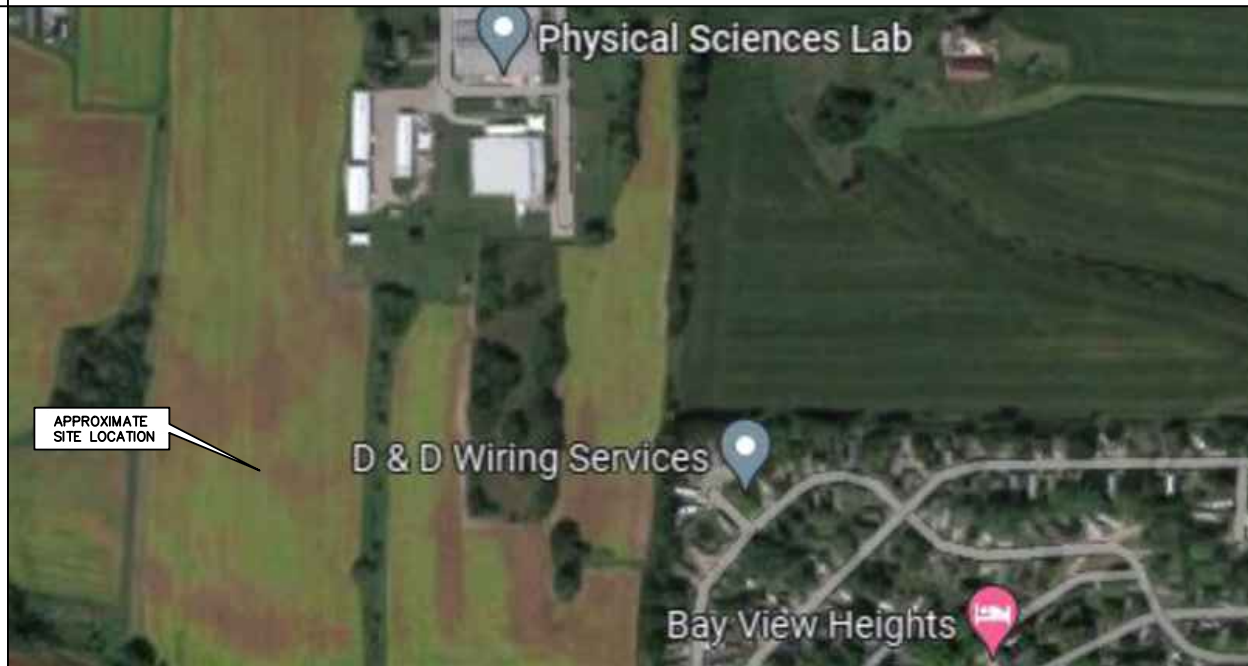 Physical Sciences Lab
APPROXIMATE
SITE LOCATION
D & D Wiring Services
Bay View Heights